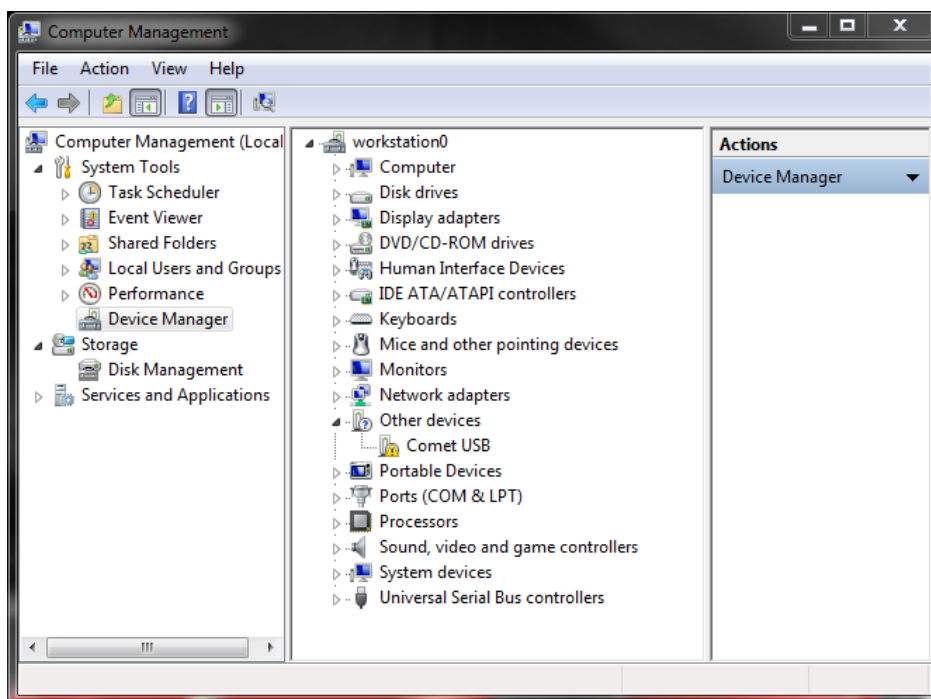 Computer Management
File Action View Help
Computer Management (Local
System Tools
Task Scheduler
Event Viewer
Shared Folders
Local Users and Groups
Performance
Device Manager
Storage
Disk Management
Services and Applications
workstation0
Computer
Disk drives
Display adapters
DVD/CD-ROM drives
Human Interface Devices
IDE ATA/ATAPI controllers
Keyboards
Mice and other pointing devices
Monitors
Network adapters
Other devices
Comet USB
Portable Devices
Ports (COM & LPT)
Processors
Sound, video and game controllers
System devices
Universal Serial Bus controllers
Actions
Device Manager